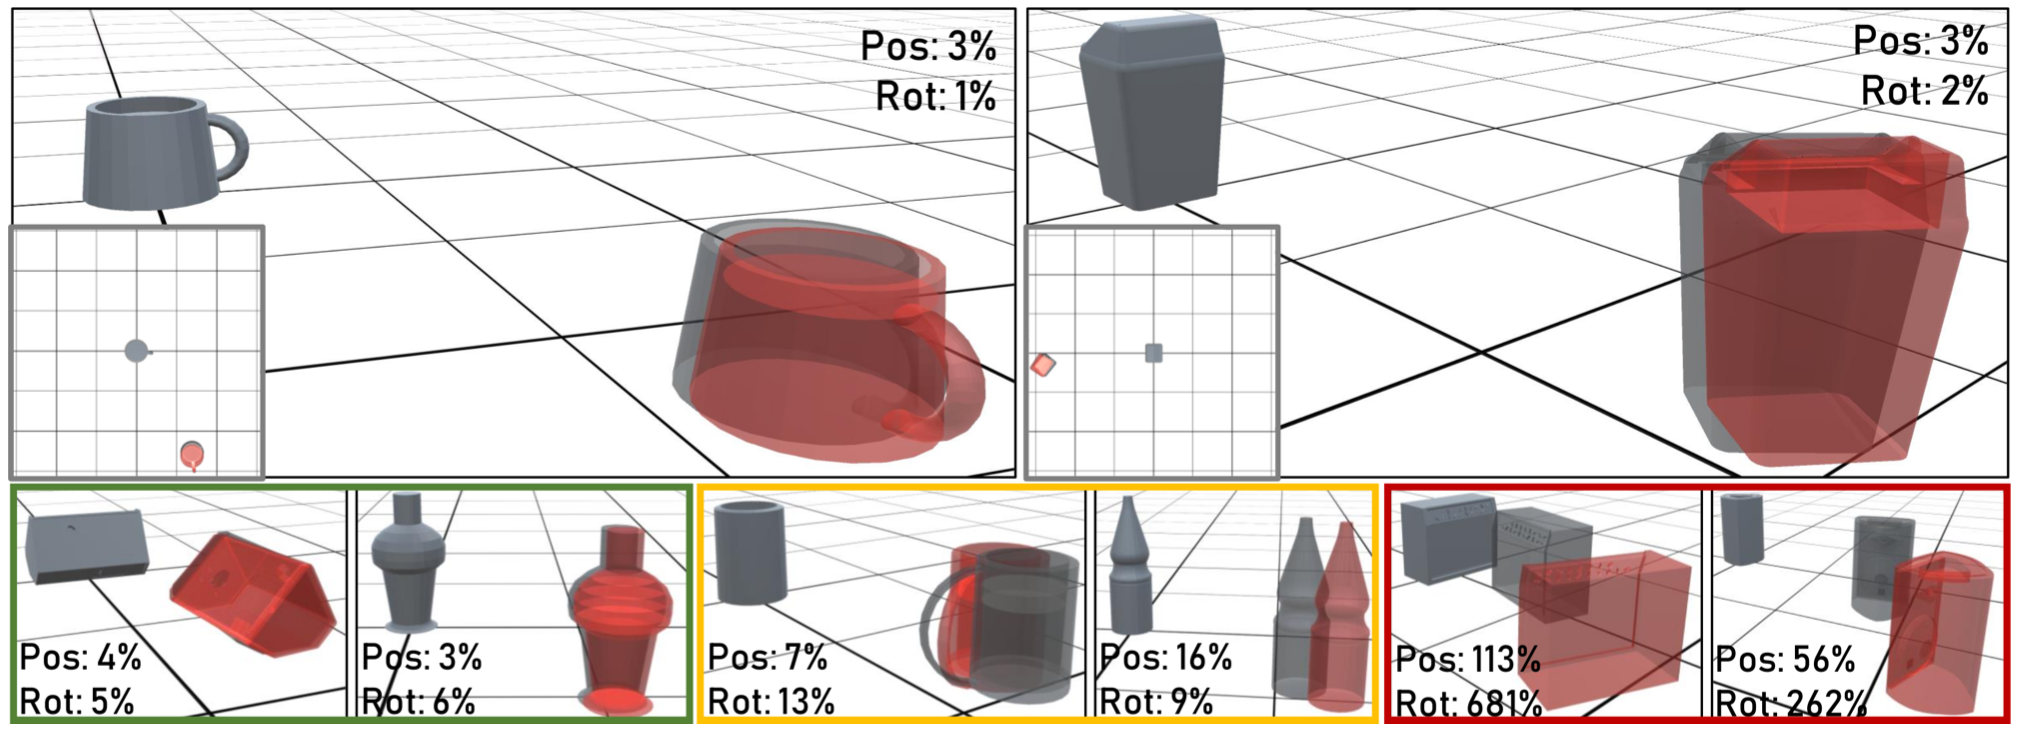 Pos: 3%
Rot: 1%
Pos: 3%
Rot: 2%
Pos: 4%
Rot: 5%
Pos: 3%
Rot: 6%
Pos: 7%
Rot: 13%
Pos: 16%
Rot: 9%
Pos: 113%
Rot: 681%
Pos: 56%
Rot: 262%